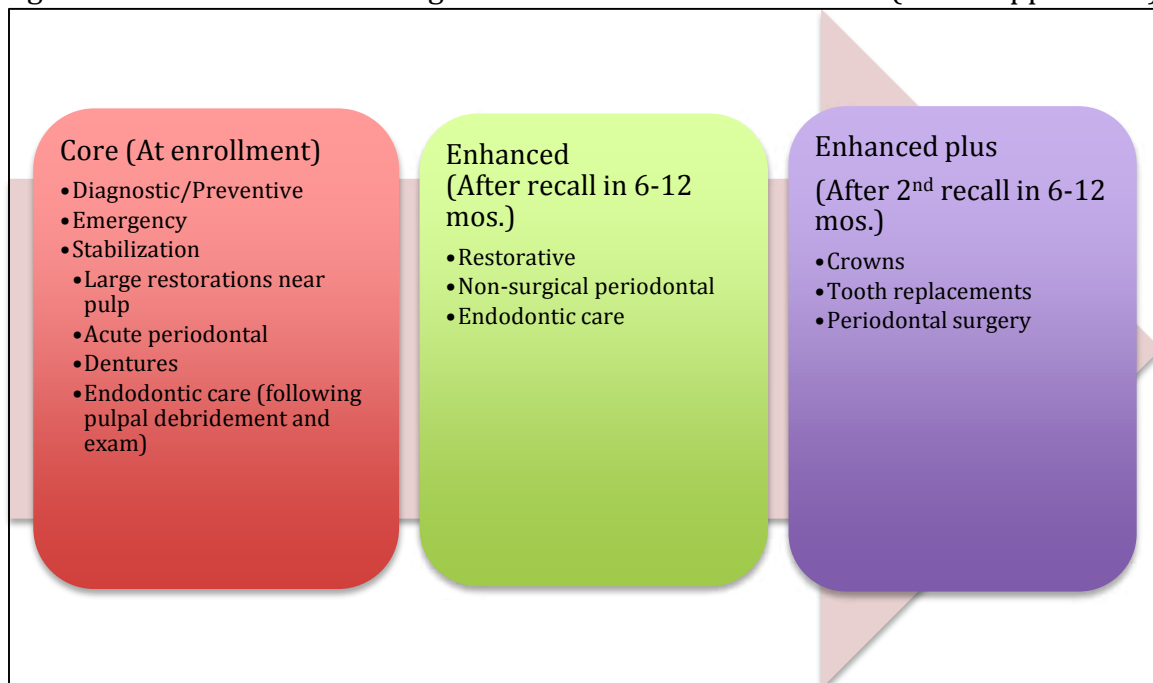 Core (At enrollment)
•Diagnostic/Preventive
•Emergency
•Stabilization
•Large restorations near
pulp
•Acute periodontal
•Dentures
•Endodontic care (following
pulpal debridement and
exam)
Enhanced
(After recall in 6-12
mos.)
•Restorative
•Non-surgical periodontal
•Endodontic care
Enhanced plus
(After 2nd recall in 6-12
mos.)
•Crowns
•Tooth replacements
•Periodontal surgery